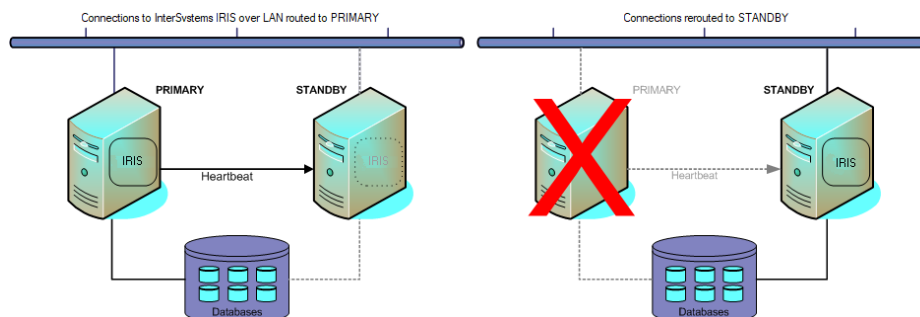 Connections to InterSystems IRIS over LAN routed to PRIMARY
PRIMARY
STANDBY
IRIS
IRIS
Heartbeat
Databases
Connections rerouted to STANDBY
PRIMARY
STANDBY
IRIS
Heartbeat
Databases